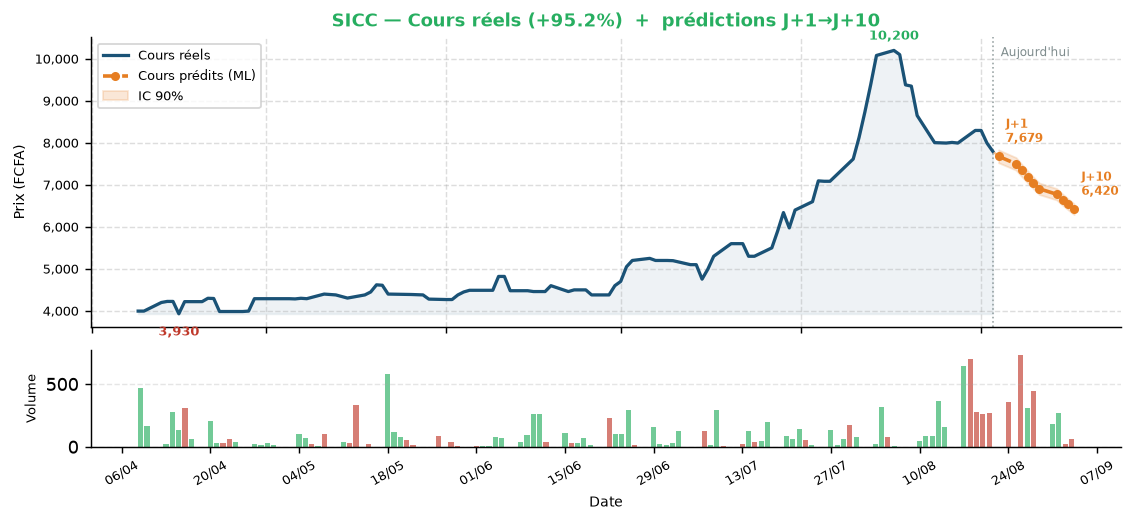 SICC — Cours réels (+95.2%)  +  prédictions J+1→J+10
10,200
Cours réels
Cours prédits (ML)
IC 90%
Aujourd'hui
J+1
7,679
J+10
6,420
3,930
Prix (FCFA)
10,000
9,000
8,000
7,000
6,000
5,000
4,000
Volume
500
0
06/04
20/04
04/05
18/05
01/06
15/06
29/06
13/07
27/07
10/08
24/08
07/09
Date